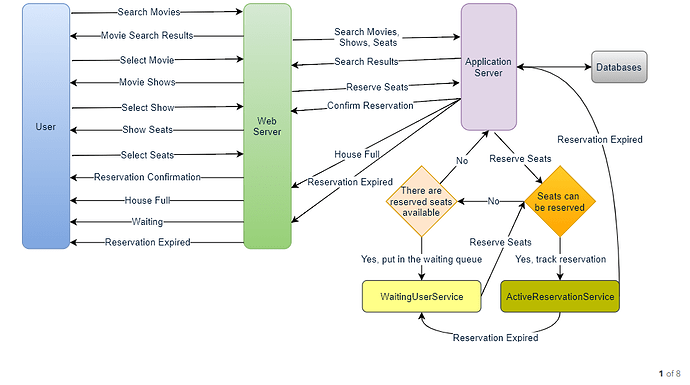 Search Movies
Movie Search Results
Select Movie
Movie Shows
Select Show
Show Seats
Select Seats
Reservation Confirmation
House Full
Waiting
Reservation Expired
User
Web
Server
Search Movies,
Shows, Seats
Search Results
Reserve Seats
Confirm Reservation
House Full
Reservation Expired
Application
Server
Databases
Reservation Expired
No
Reserve Seats
There are
reserved seats
available
No
Seats can
be reserved
Reserve Seats
Yes, put in the waiting queue
Yes, track reservation
WaitingUserService
ActiveReservationService
Reservation Expired
1 of 8